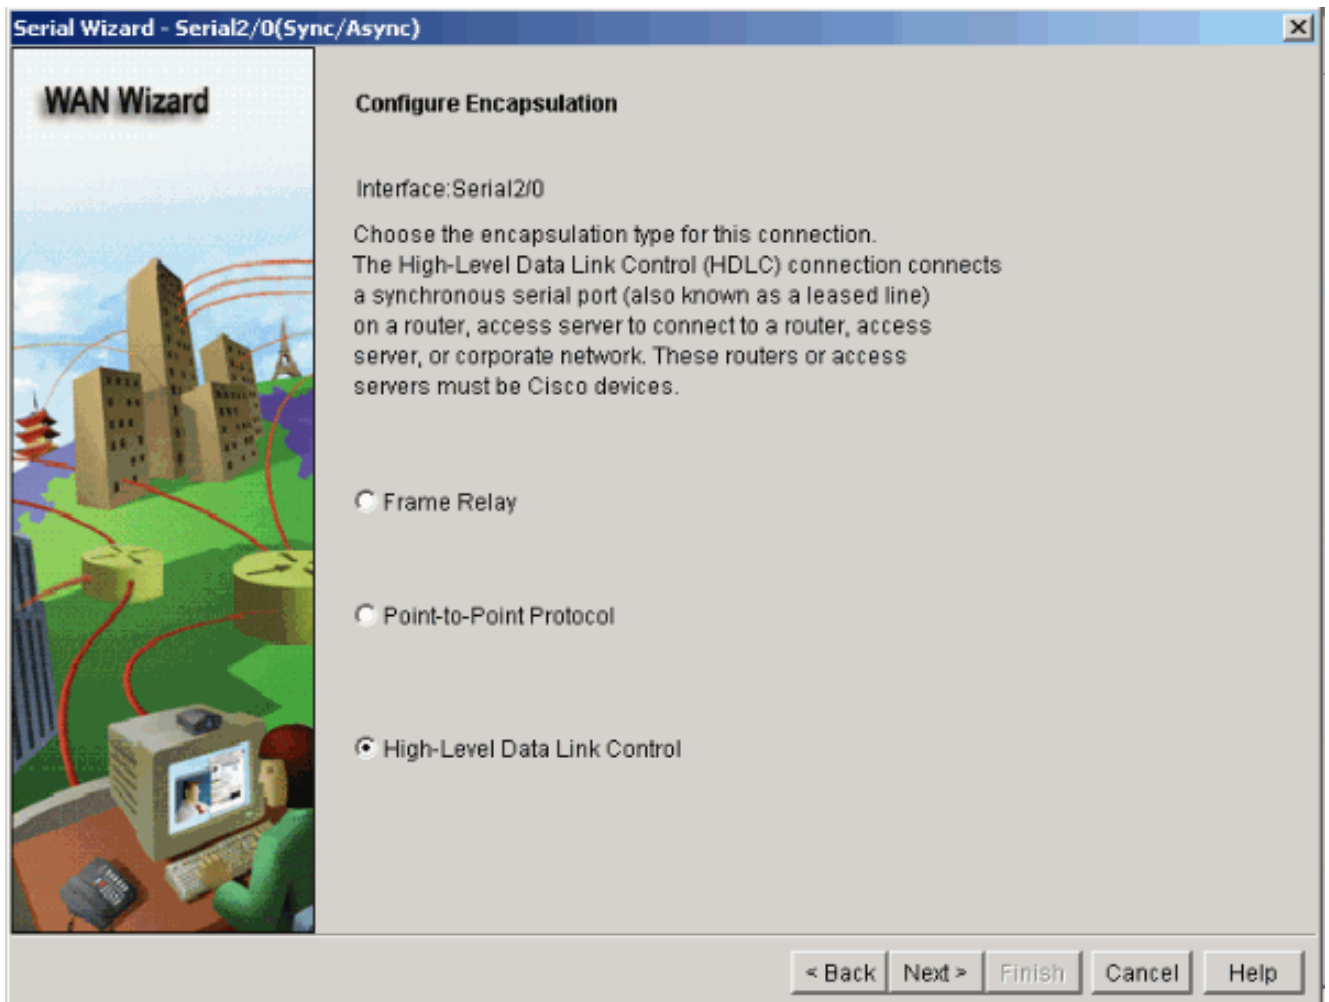 Serial Wizard - Serial2/0(Sync/Async)
WAN Wizard
Configure Encapsulation
Interface:Serial2/0
Choose the encapsulation type for this connection.
The High-Level Data Link Control (HDLC) connection connects
a synchronous serial port (also known as a leased line)
on a router, access server to connect to a router, access
server, or corporate network. These routers or access
servers must be Cisco devices.
Frame Relay
Point-to-Point Protocol
High-Level Data Link Control
< Back Next > Finish Cancel Help